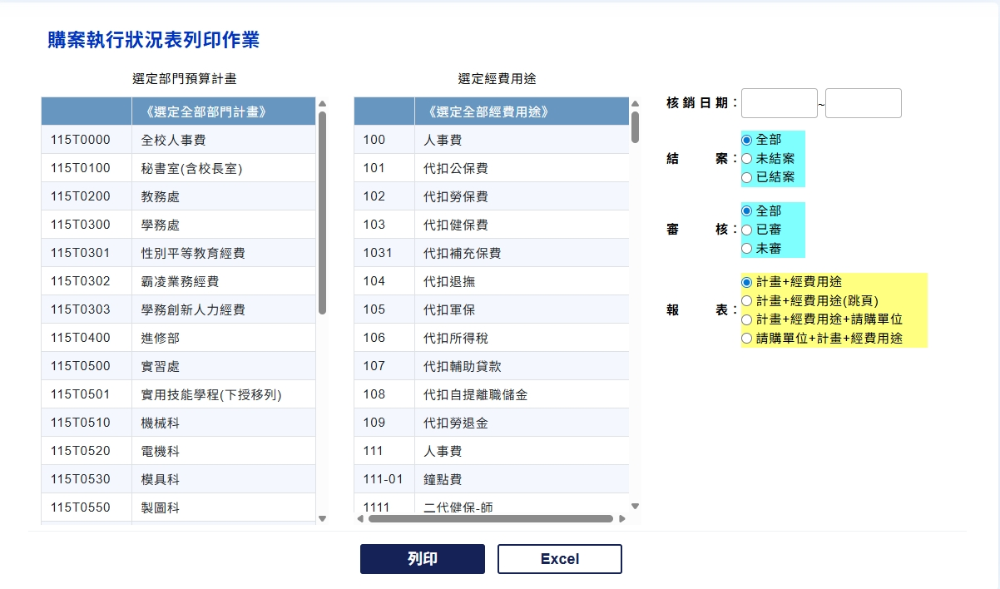 購案執行狀況表列印作業
選定部門預算計畫
《選定全部部門計畫》
115T0000 全校人事費
115T0100 秘書室(含校長室)
115T0200 教務處
115T0300 學務處
115T0301 性別平等教育經費
115T0302 霸凌業務經費
115T0303 學務創新人力經費
115T0400 進修部
115T0500 實習處
115T0501 實用技能學程(下授移列)
115T0510 機械科
115T0520 電機科
115T0530 模具科
115T0550 製圖科
選定經費用途
《選定全部經費用途》
100 人事費
101 代扣公保費
102 代扣勞保費
103 代扣健保費
1031 代扣補充保費
104 代扣退撫
105 代扣軍保
106 代扣所得稅
107 代扣輔助貸款
108 代扣自提離職儲金
109 代扣勞退金
111 人事費
111-01 鐘點費
1111 二代健保-師
核銷日期：~
結案：
全部
未結案
已結案
審核：
全部
已審
未審
報表：
計畫+經費用途
計畫+經費用途(跳頁)
計畫+經費用途+請購單位
請購單位+計畫+經費用途
列印
Excel